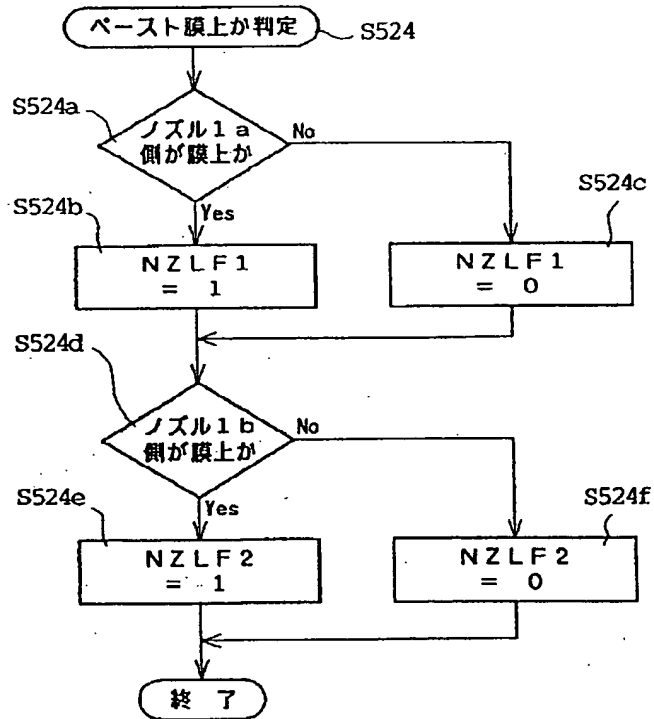 ペースト膜上か判定
S524
S524a
ノズル1a
側が膜上か
No
Yes
S524b
NZLF1
= 1
S524c
NZLF1
= 0
S524d
ノズル1b
側が膜上か
No
Yes
S524e
NZLF2
= 1
S524f
NZLF2
= 0
終 了